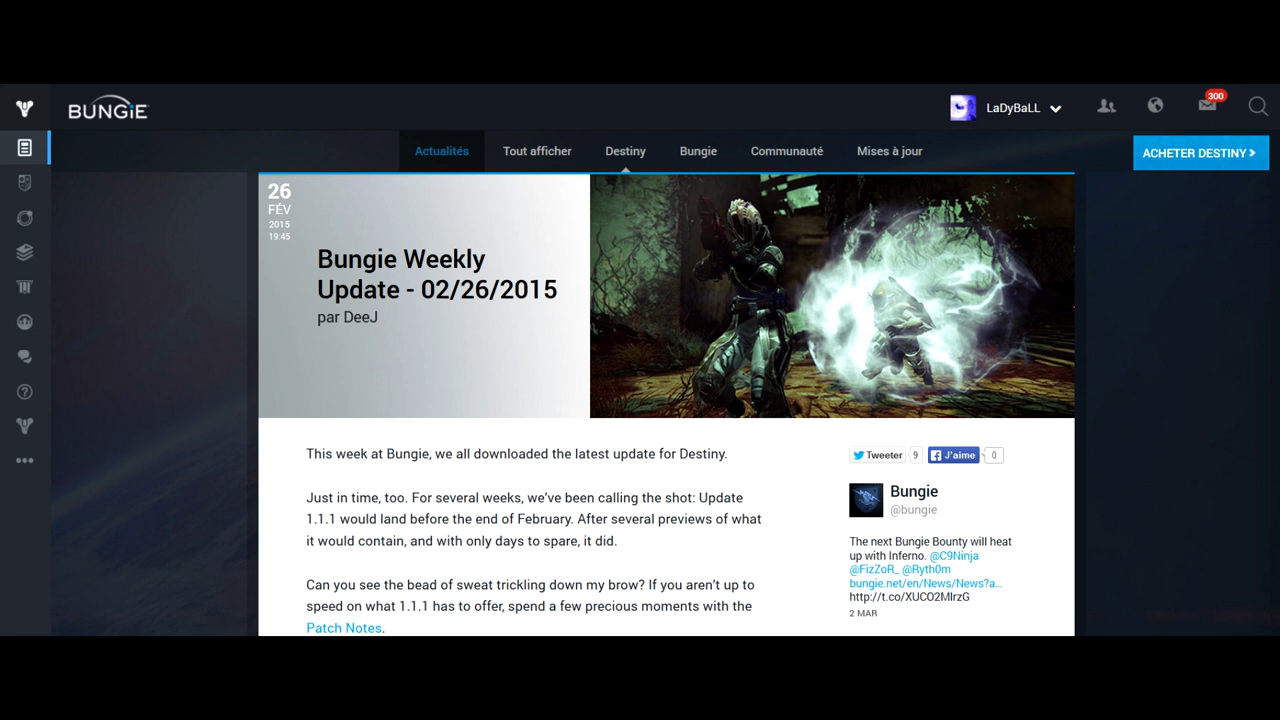 BUNGiE
LaDyBaLL
300
Actualités
Tout afficher
Destiny
Bungie
Communauté
Mises à jour
ACHETER DESTINY >
26
FÉV
2015
19:45
Bungie Weekly
Update - 02/26/2015
par DeeJ
This week at Bungie, we all downloaded the latest update for Destiny.
Just in time, too. For several weeks, we’ve been calling the shot: Update
1.1.1 would land before the end of February. After several previews of what
it would contain, and with only days to spare, it did.
Can you see the bead of sweat trickling down my brow? If you aren’t up to
speed on what 1.1.1 has to offer, spend a few precious moments with the
Patch Notes.
Tweeter 9 J'aime 0
Bungie
@bungie
The next Bungie Bounty will heat
up with Inferno. @C9Ninja
@FizZoR_ @Ryth0m
bungie.net/en/News/News?a...
http://t.co/XUCO2MIrzG
2 MAR